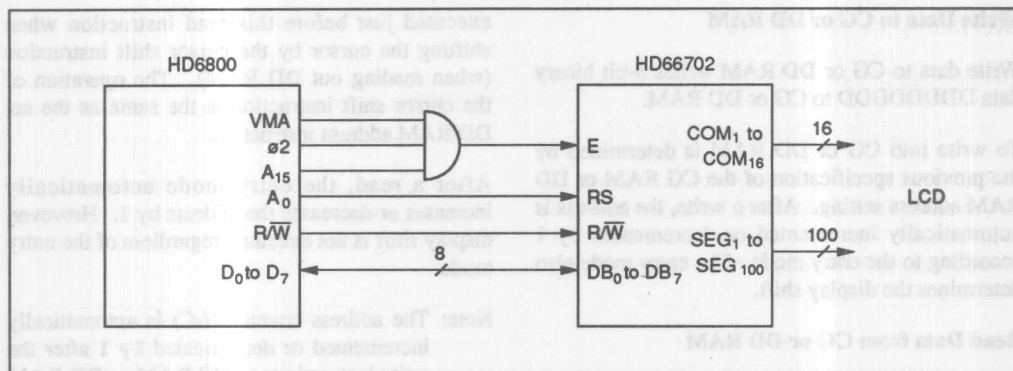 HD6800
HD66702
VMA
ø2
A15
A0
R/W
D0 to D7
8
E
RS
R/W
DB0 to DB7
COM1 to
COM16
SEG1 to
SEG100
16
100
LCD
Write Data in CG or DD RAM
Write data to CG or DD RAM
data DDDDDDDD to CG or DD RAM.
To write into CG or DD RAM is determined by
the previous specification of the CG RAM or DD
RAM address setting. After a write, the address is
automatically incremented or decremented by 1
according to the entry mode. The entry mode also
determines the display shift.
Read Data from CG or DD RAM
executed just before this read instruction when
shifting the cursor by the cursor shift instruction
(when reading out DD RAM). The operation of
the cursor shift instruction is the same as the
DD RAM address
After a read, the entry mode automatically
increases or decreases the address by 1. However,
display shift is not executed regardless of the entry
mode.
Note: The address counter (AC) is automatically
incremented or decremented by 1 after the